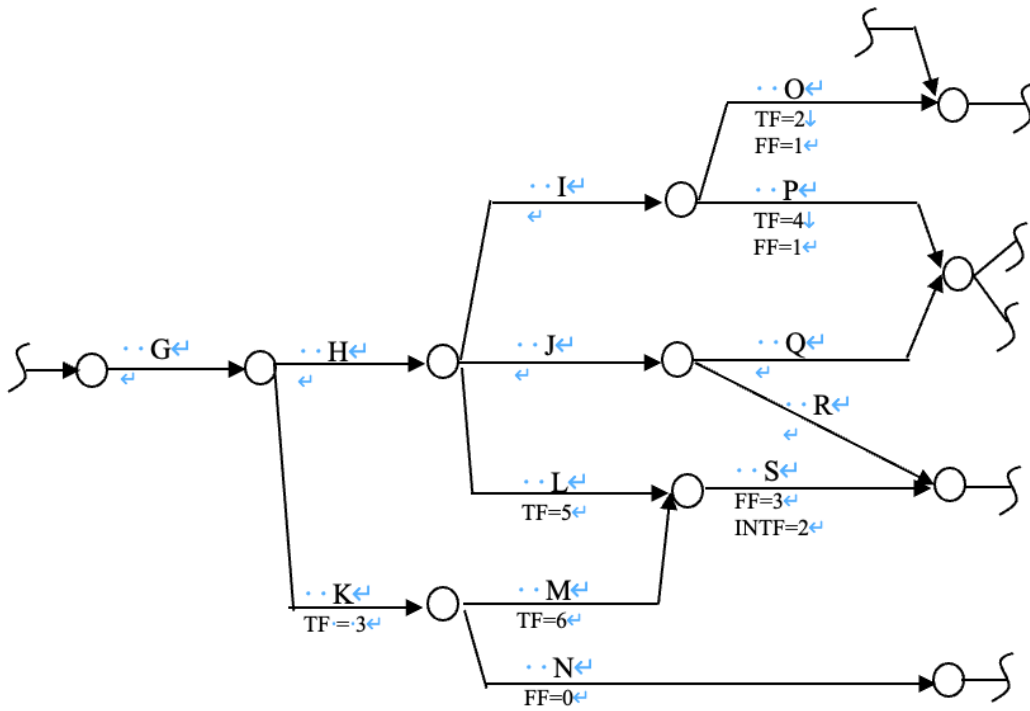 O
TF=2
FF=1
I
P
TF=4
FF=1
G
H
J
Q
R
L
TF=5
S
FF=3
INTF=2
K
TF = 3
M
TF=6
N
FF=0